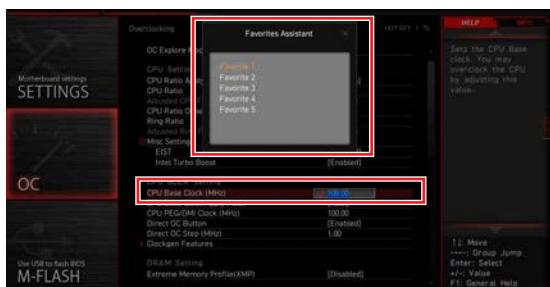 Overclocking
HOT KEY
HELP
INFO
Favorites Assistant
Favorite 1
Favorite 2
Favorite 3
Favorite 4
Favorite 5
OC Explore
CPU Ratio
Ring Ratio
Misc Setting
EIST
Intel Turbo Boost [Enabled]
CPU Base Clock (MHz) 100.00
CPU PEG/DMI Clock (MHz) 100.00
Direct OC Button [Enabled]
Direct OC Step (MHz) 1.00
Clockgen Features
DRAM Setting
Extreme Memory Profile(XMP) [Disabled]
Motherboard settings
SETTINGS
OC
Use USB to flash BIOS
M-FLASH
Sets the CPU Base
clock. You may
overclock the CPU
by adjusting this
value.
↑↓: Move
Group Jump
Enter: Select
+/-: Value
F1: General Help